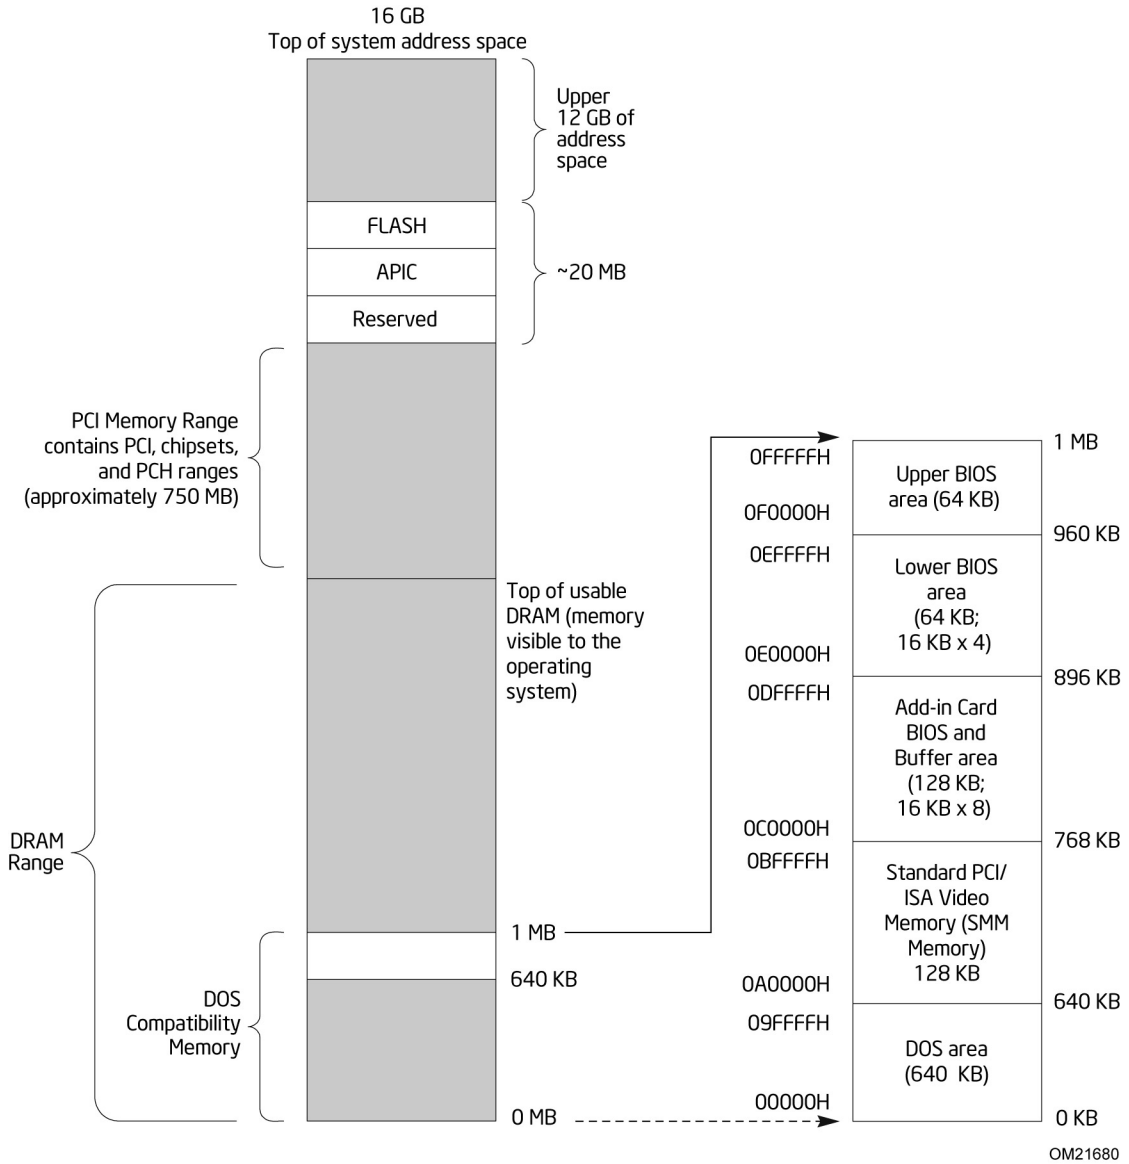 16 GB
Top of system address space
Upper
12 GB of
address
space
FLASH
APIC
~20 MB
Reserved
PCI Memory Range
contains PCI, chipsets,
and PCH ranges
(approximately 750 MB)
Top of usable
DRAM (memory
visible to the
operating
system)
DRAM
Range
1 MB
640 KB
DOS
Compatibility
Memory
0 MB
1 MB
0FFFFFH
Upper BIOS
area (64 KB)
0F0000H
960 KB
0EFFFFH
Lower BIOS
area
(64 KB;
16 KB x 4)
0E0000H
896 KB
0DFFFFH
Add-in Card
BIOS and
Buffer area
(128 KB;
16 KB x 8)
0C0000H
768 KB
0BFFFFH
Standard PCI/
ISA Video
Memory (SMM
Memory)
128 KB
0A0000H
640 KB
09FFFFH
DOS area
(640 KB)
00000H
0 KB
OM21680